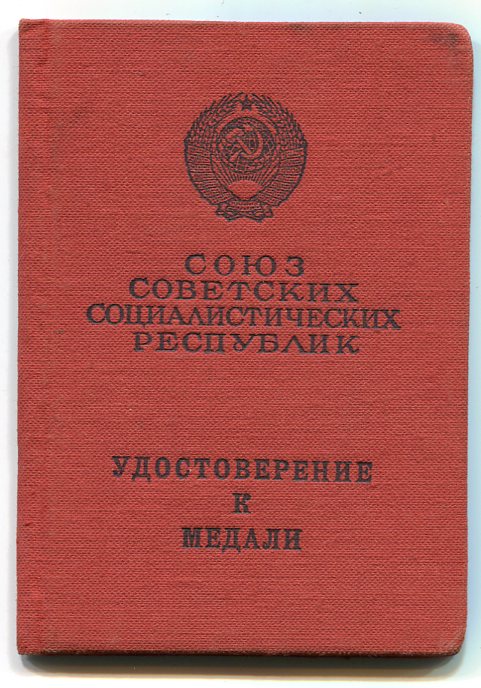 СОЮЗ
СОВЕТСКИХ
СОЦИАЛИСТИЧЕСКИХ
РЕСПУБЛИК
УДОСТОВЕРЕНИЕ
К
МЕДАЛИ